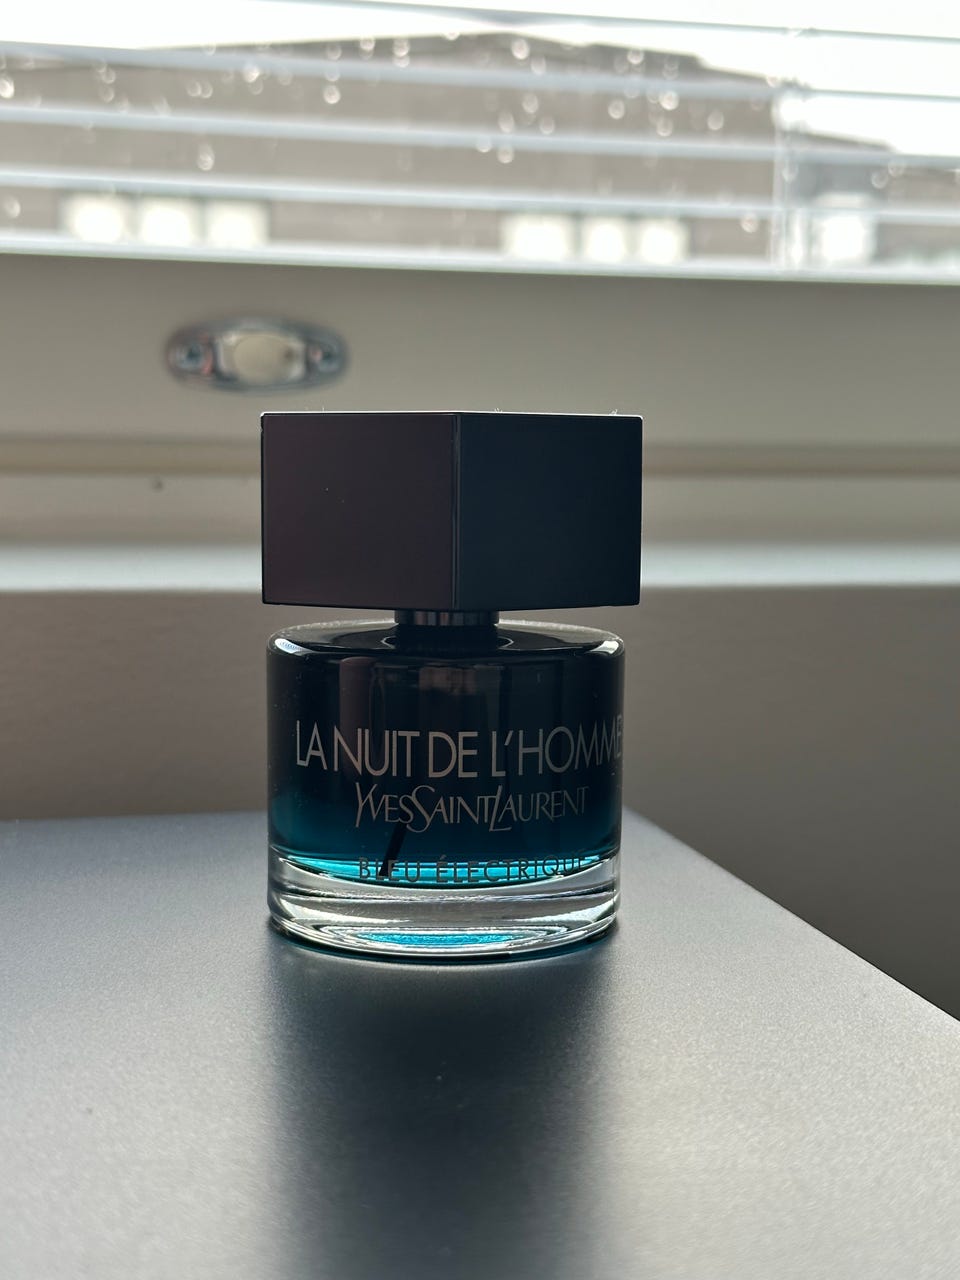 LA NUIT DE L'HOMME
YVESSAINTLAURENT
BLEU ÉLECTRIQUE